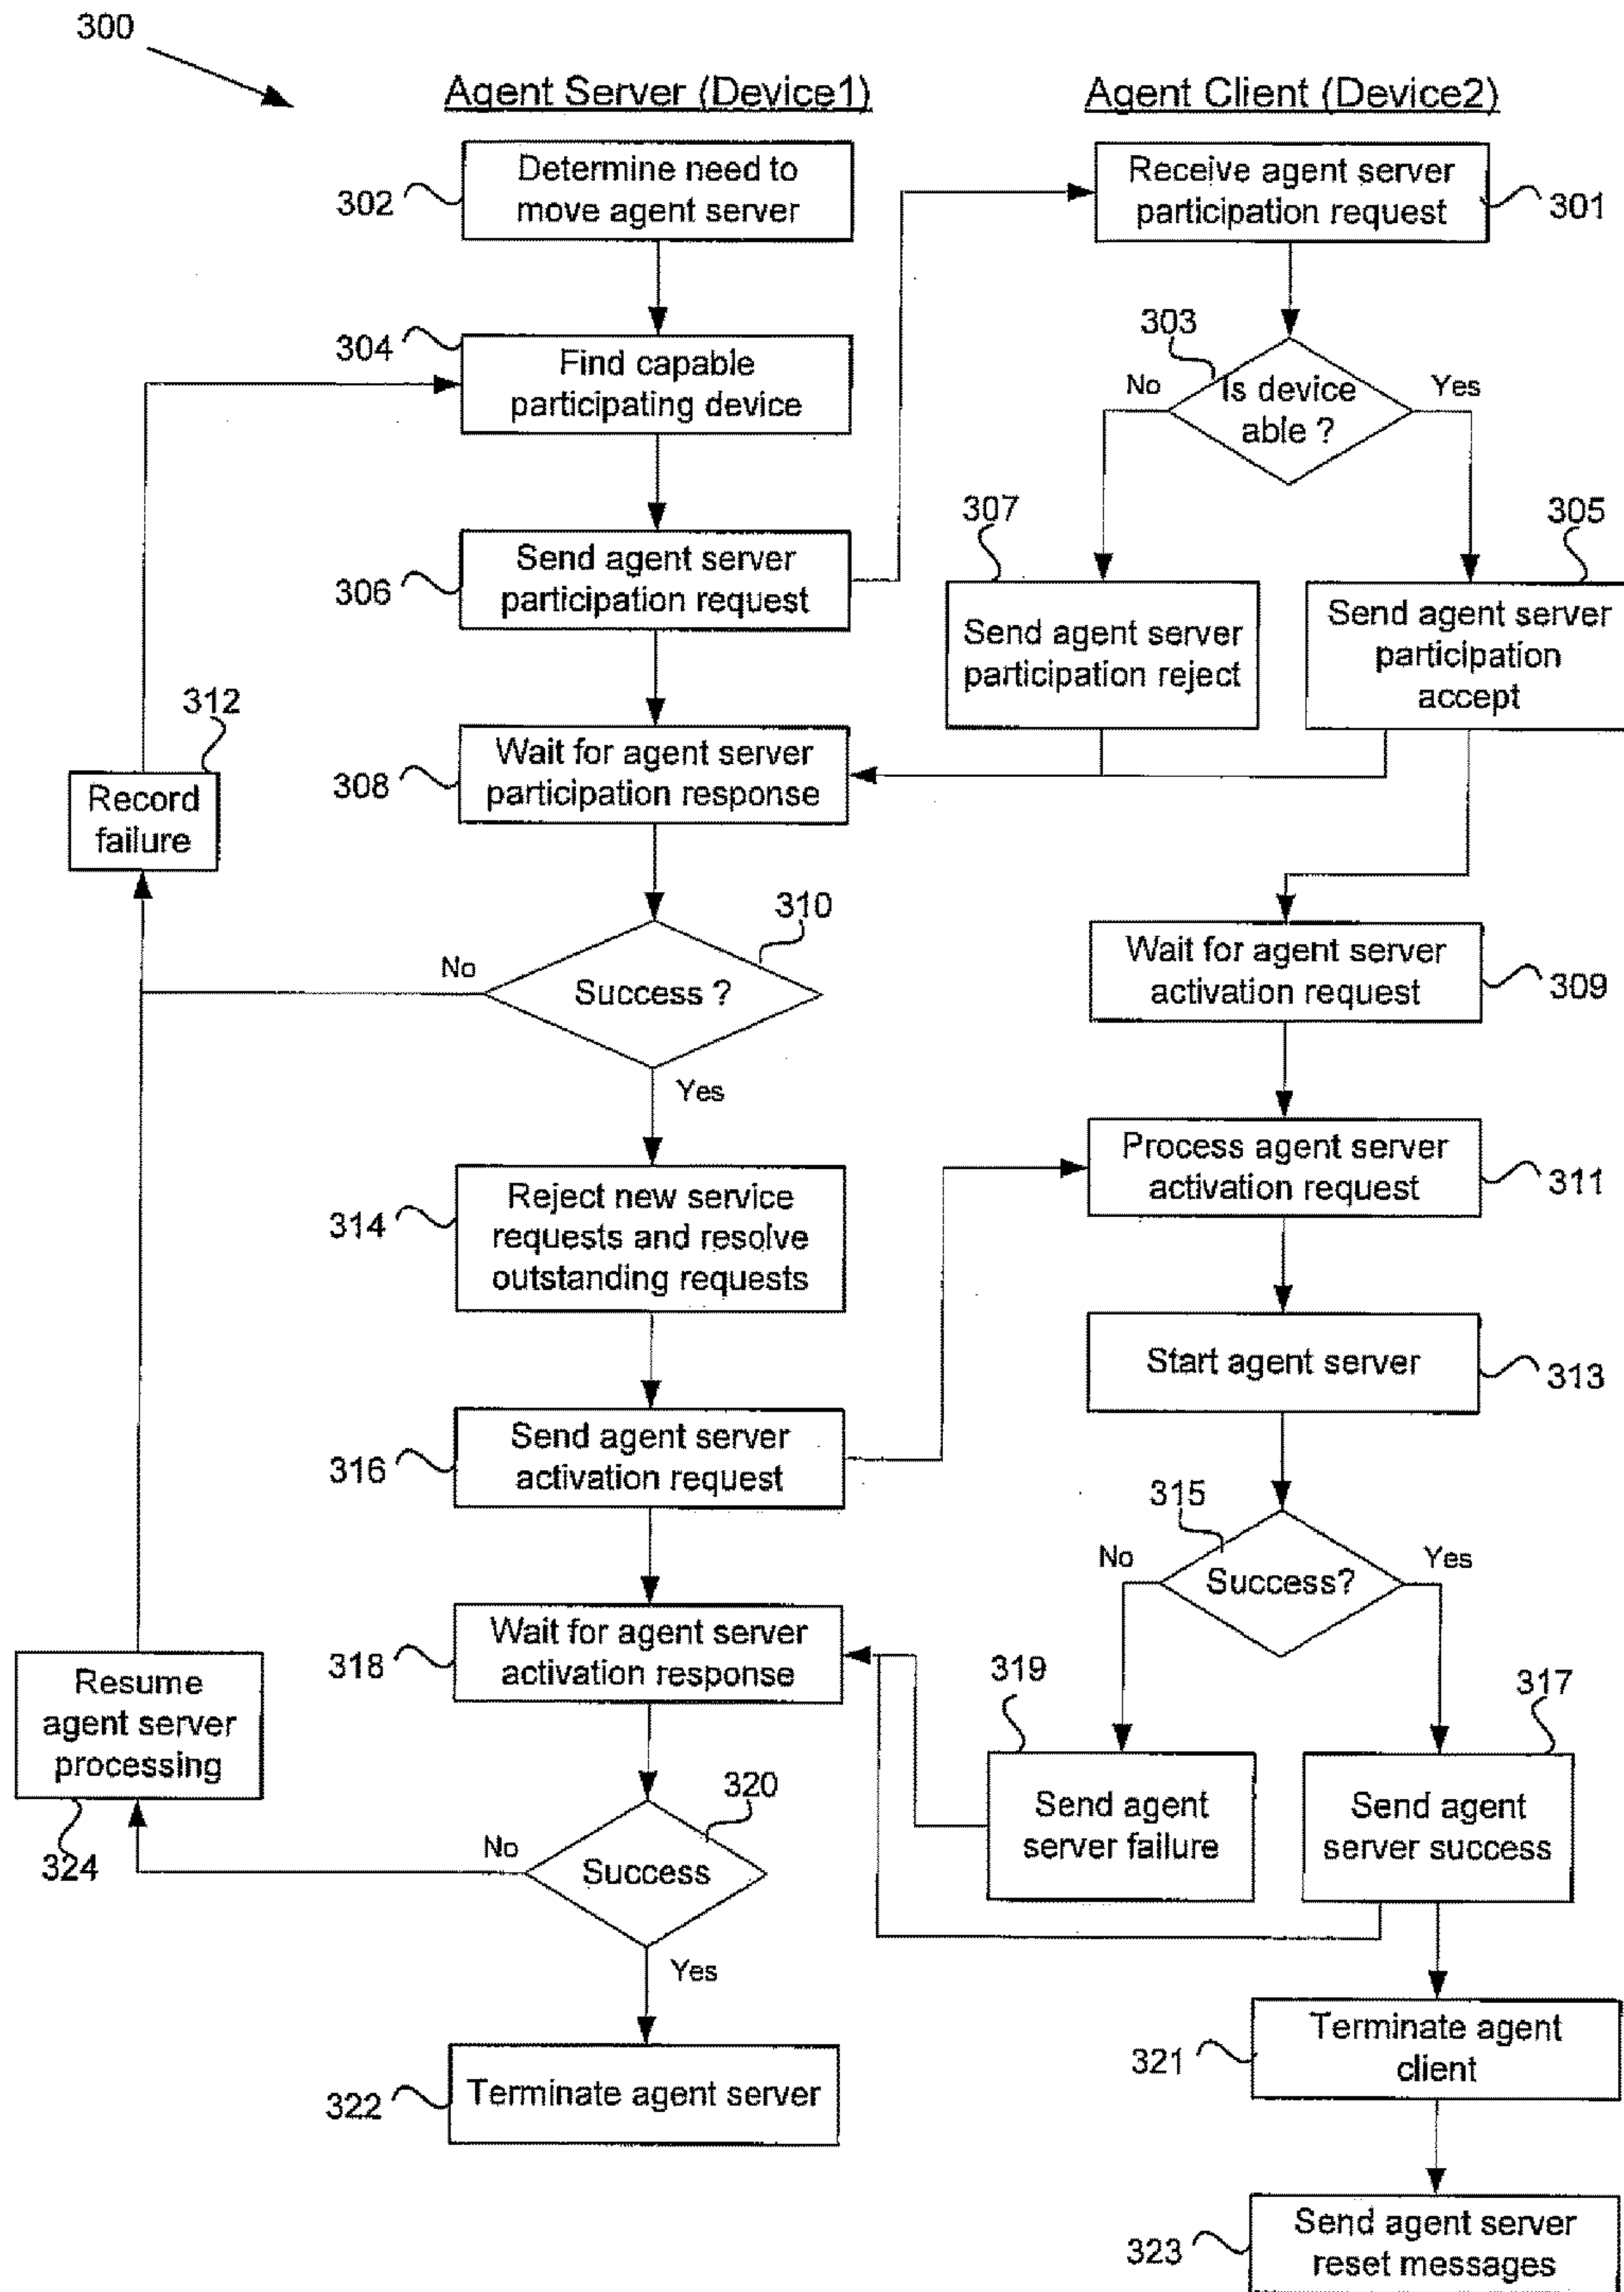 300
Agent Server (Device1)
Agent Client (Device2)
302
Determine need to
move agent server
Receive agent server
participation request
301
304
Find capable
participating device
303
No
Is device
able ?
Yes
306
Send agent server
participation request
307
Send agent server
participation reject
305
Send agent server
participation
accept
312
Record
failure
308
Wait for agent server
participation response
310
No
Success ?
Yes
Wait for agent server
activation request
309
314
Reject new service
requests and resolve
outstanding requests
Process agent server
activation request
311
Start agent server
313
316
Send agent server
activation request
315
No
Success?
Yes
318
Wait for agent server
activation response
Resume
agent server
processing
324
319
Send agent
server failure
317
Send agent
server success
320
No
Success
Yes
322
Terminate agent server
321
Terminate agent
client
323
Send agent server
reset messages